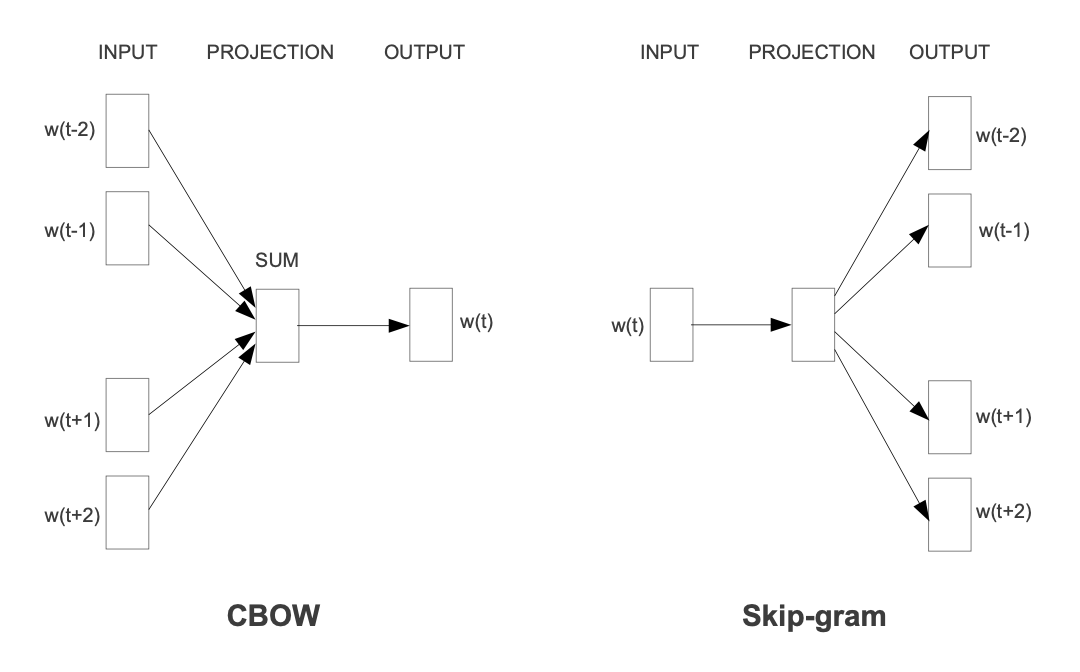 INPUT PROJECTION OUTPUT
w(t-2)
w(t-1)
SUM
w(t)
w(t+1)
w(t+2)
CBOW
INPUT PROJECTION OUTPUT
w(t-2)
w(t-1)
w(t)
w(t+1)
w(t+2)
Skip-gram